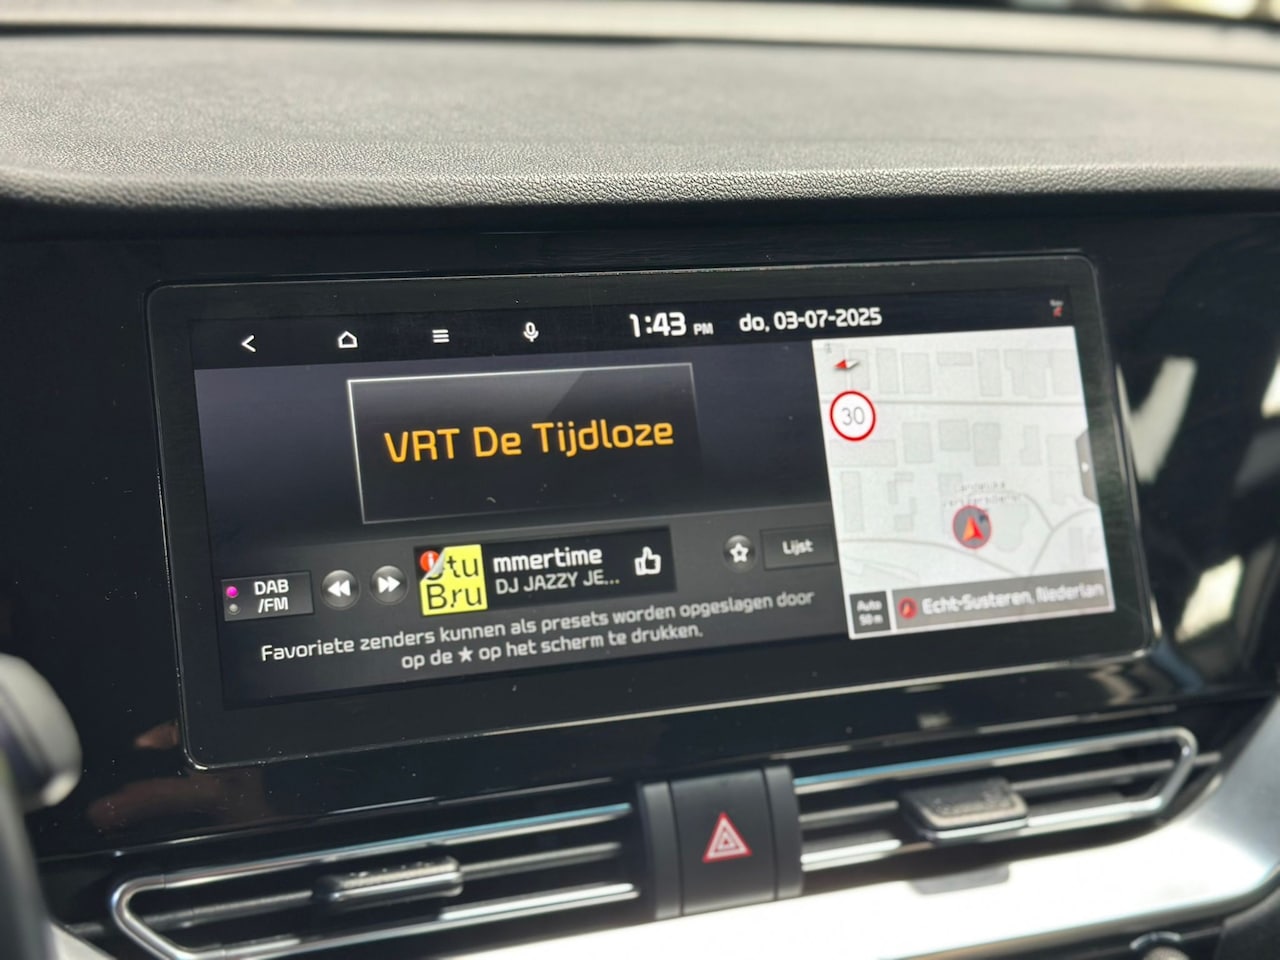 1:43 PM do, 03-07-2025
VRT De Tijdloze
30
DAB
/FM
Stu
Bru
mmertime
DJ JAZZY JE...
Lijst
Favoriete zenders kunnen als presets worden opgeslagen door
op de ★ op het scherm te drukken.
Auto
50 m
Echt-Susteren, Nederlan